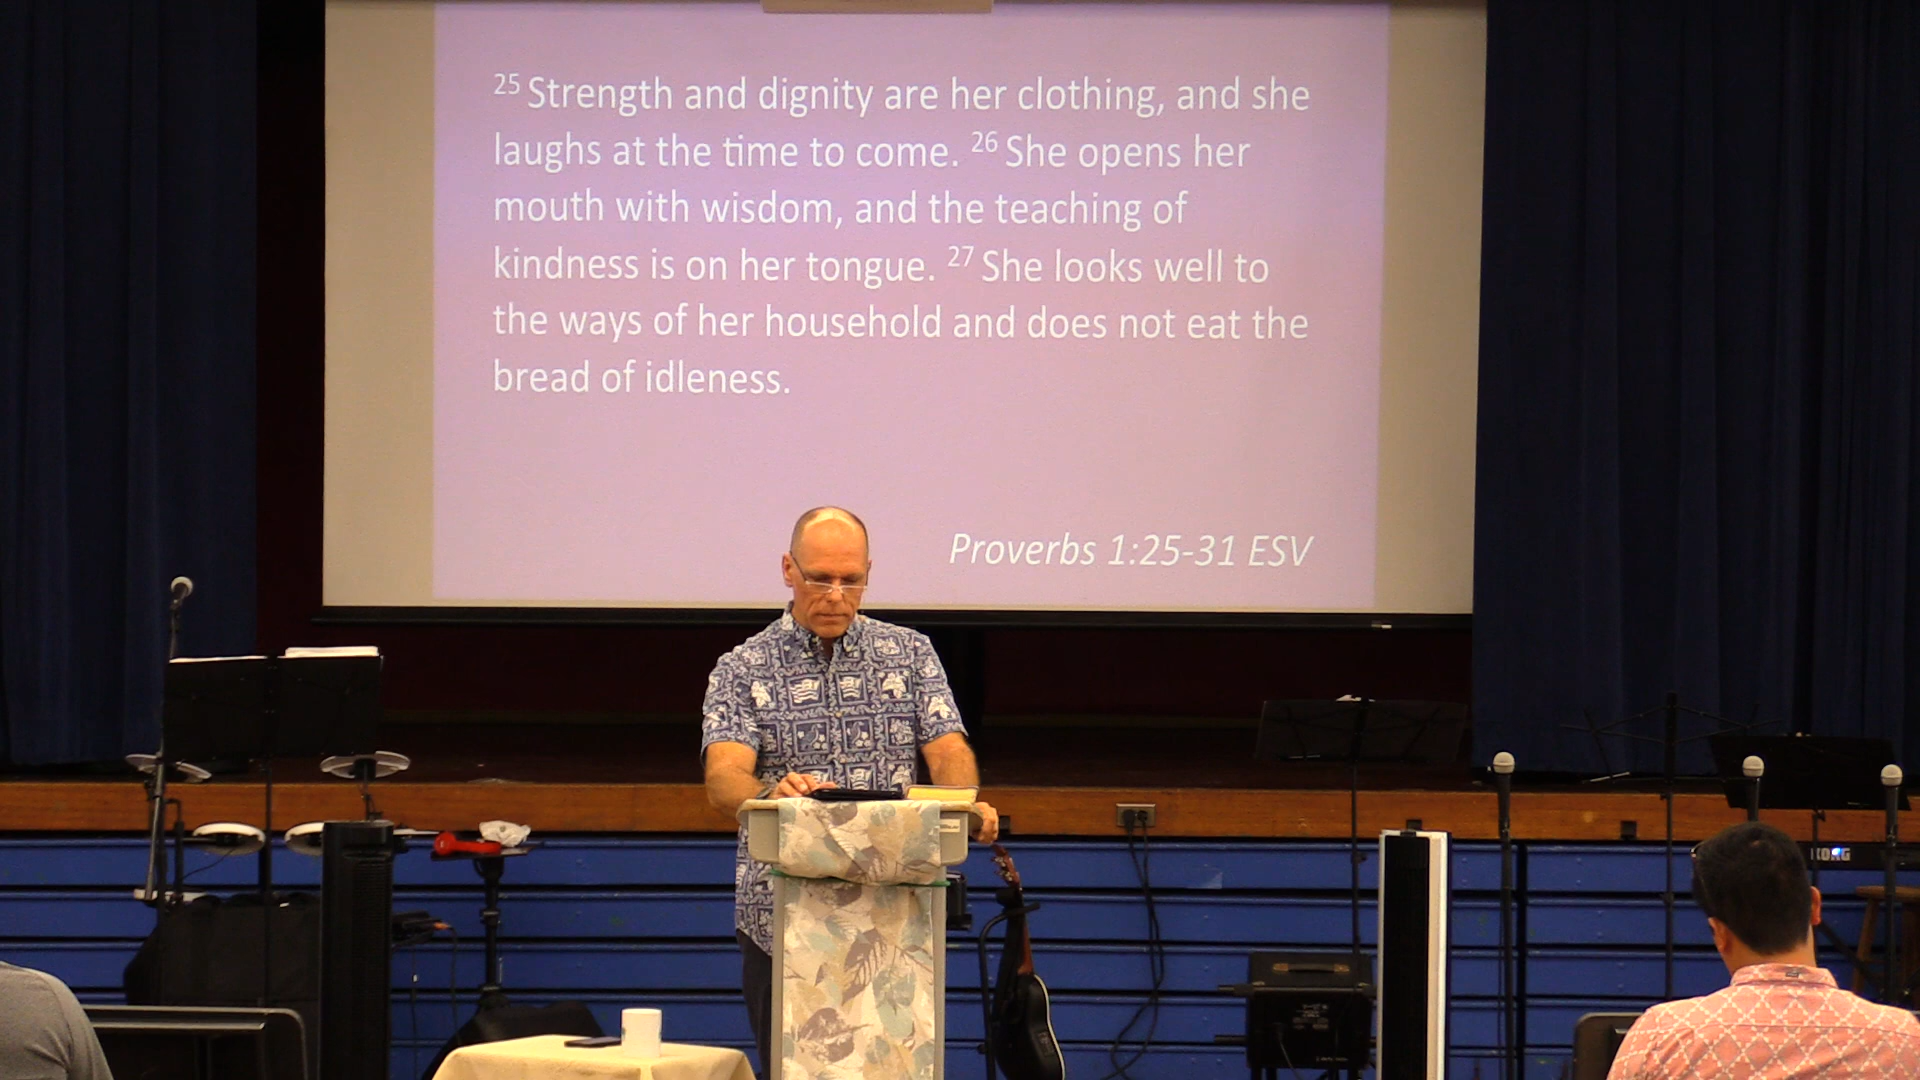 25 Strength and dignity are her clothing, and she
laughs at the time to come. 26 She opens her
mouth with wisdom, and the teaching of
kindness is on her tongue. 27 She looks well to
the ways of her household and does not eat the
bread of idleness.
Proverbs 1:25-31 ESV
KORG